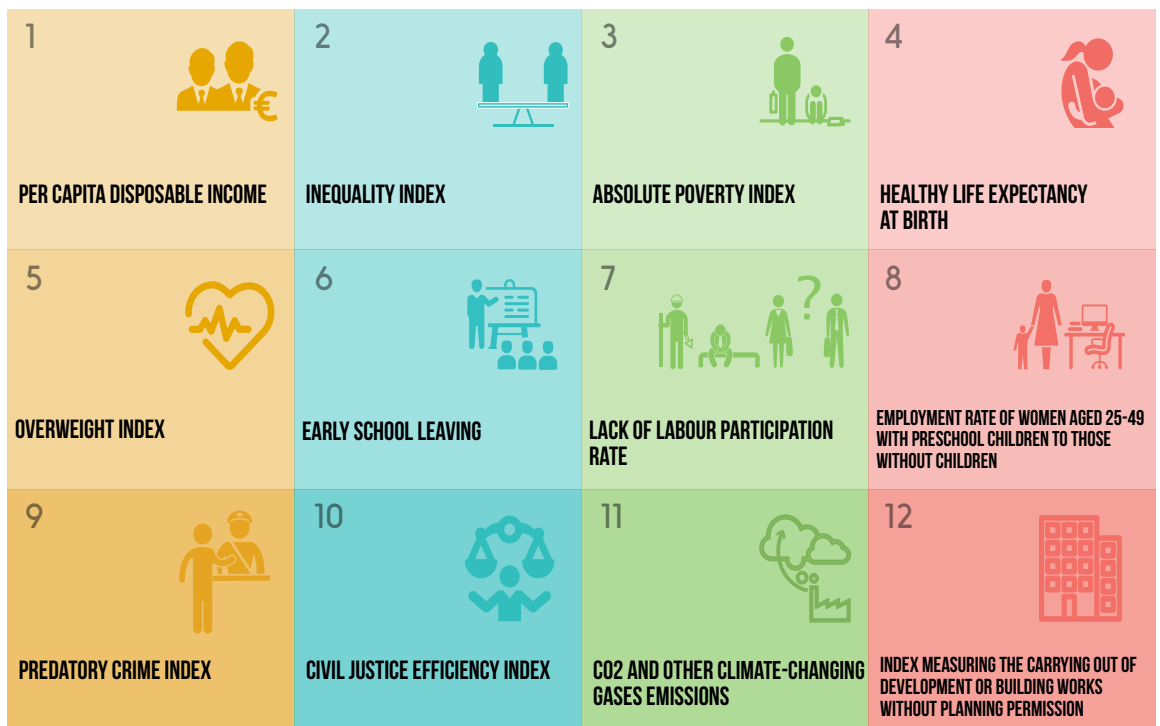 1
PER CAPITA DISPOSABLE INCOME
2
INEQUALITY INDEX
3
ABSOLUTE POVERTY INDEX
4
HEALTHY LIFE EXPECTANCY
AT BIRTH
5
OVERWEIGHT INDEX
6
EARLY SCHOOL LEAVING
7
?
LACK OF LABOUR PARTICIPATION
RATE
8
EMPLOYMENT RATE OF WOMEN AGED 25-49
WITH PRESCHOOL CHILDREN TO THOSE
WITHOUT CHILDREN
9
PREDATORY CRIME INDEX
10
CIVIL JUSTICE EFFICIENCY INDEX
11
CO2 AND OTHER CLIMATE-CHANGING
GASES EMISSIONS
12
INDEX MEASURING THE CARRYING OUT OF
DEVELOPMENT OR BUILDING WORKS
WITHOUT PLANNING PERMISSION